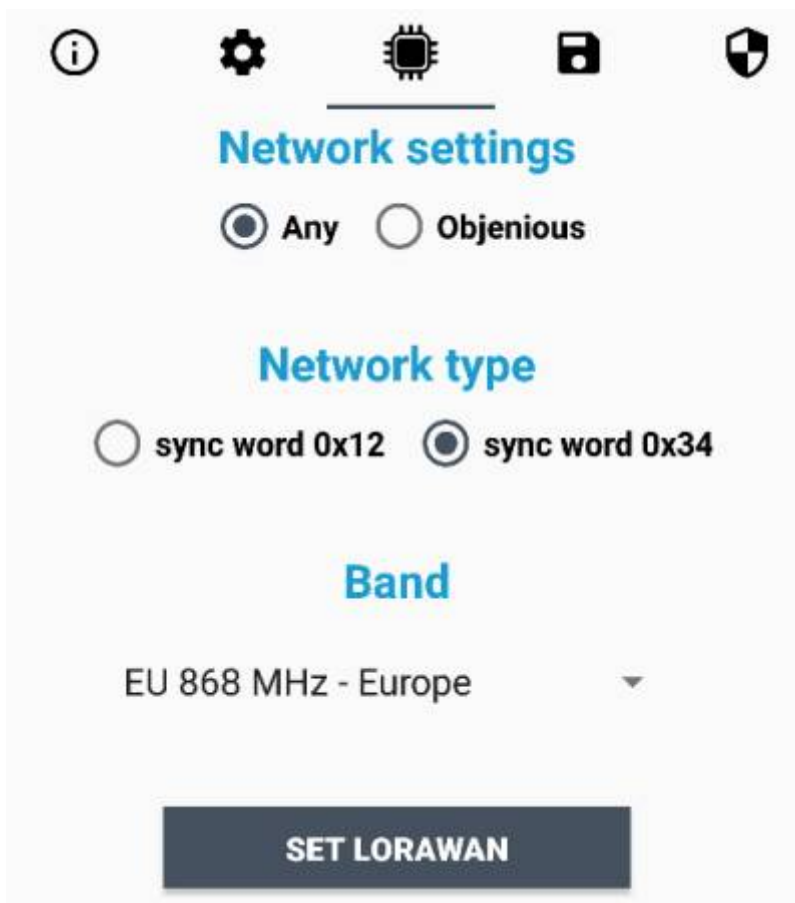 Network settings
Any Objenious
Network type
sync word 0x12 sync word 0x34
Band
EU 868 MHz - Europe
SET LORAWAN